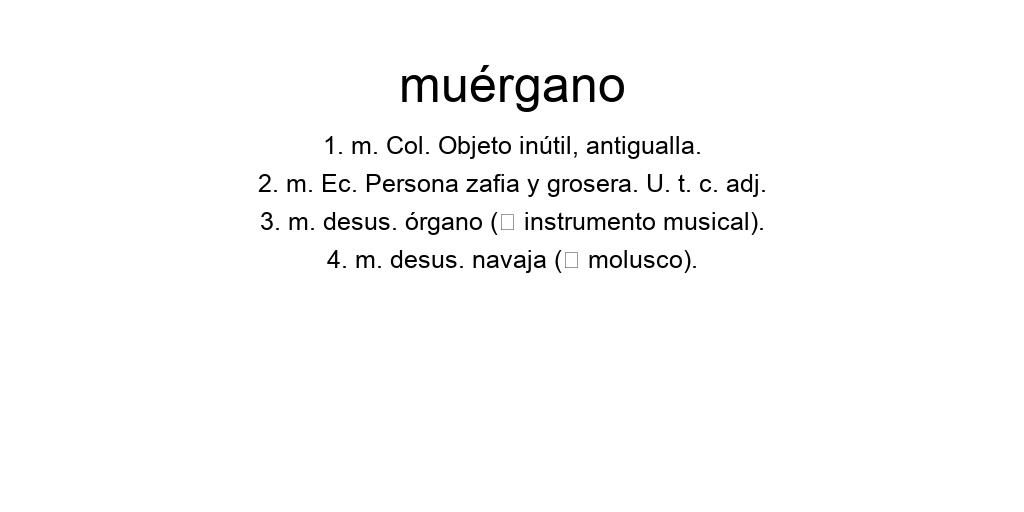 muérgano
1. m. Col. Objeto inútil, antigualla.
2. m. Ec. Persona zafia y grosera. U. t. c. adj.
3. m. desus. órgano (□ instrumento musical).
4. m. desus. navaja (□ molusco).